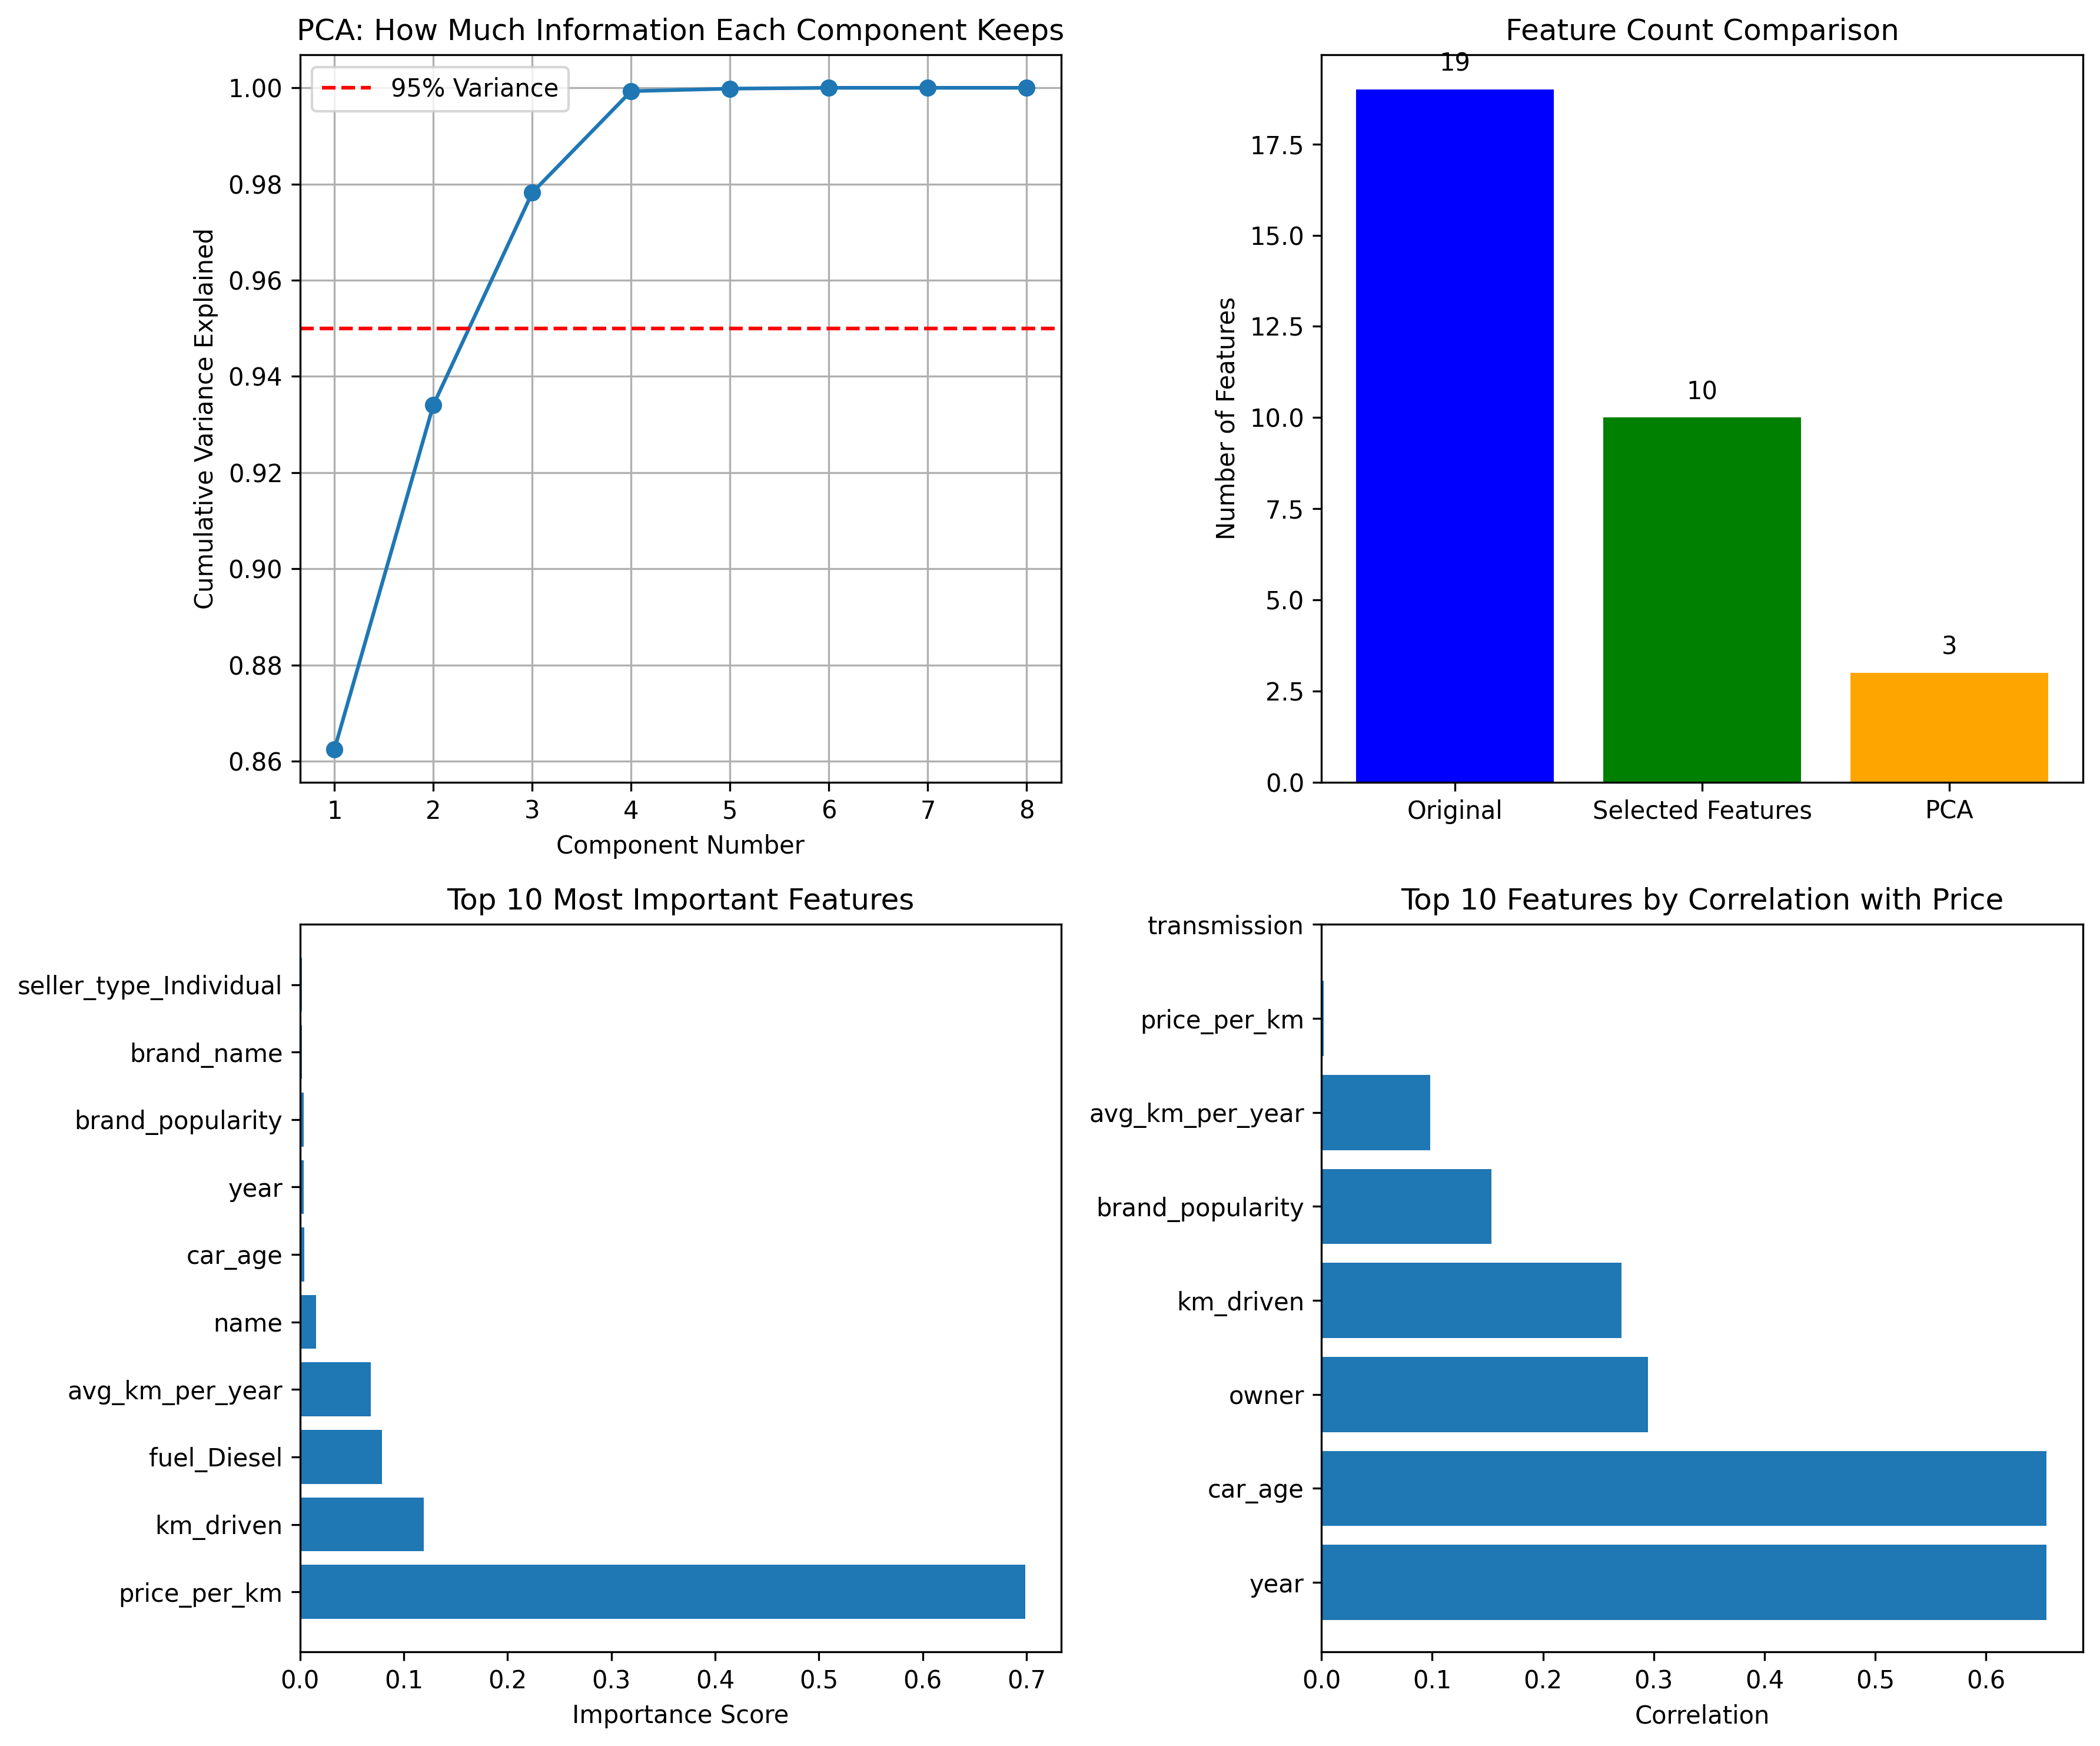 PCA: How Much Information Each Component Keeps
95% Variance
Cumulative Variance Explained
1.00
0.98
0.96
0.94
0.92
0.90
0.88
0.86
1 2 3 4 5 6 7 8
Component Number
Feature Count Comparison
19
10
3
Number of Features
17.5
15.0
12.5
10.0
7.5
5.0
2.5
0.0
Original Selected Features PCA
Top 10 Most Important Features
seller_type_Individual
brand_name
brand_popularity
year
car_age
name
avg_km_per_year
fuel_Diesel
km_driven
price_per_km
0.0 0.1 0.2 0.3 0.4 0.5 0.6 0.7
Importance Score
Top 10 Features by Correlation with Price
transmission
price_per_km
avg_km_per_year
brand_popularity
km_driven
owner
car_age
year
0.0 0.1 0.2 0.3 0.4 0.5 0.6
Correlation